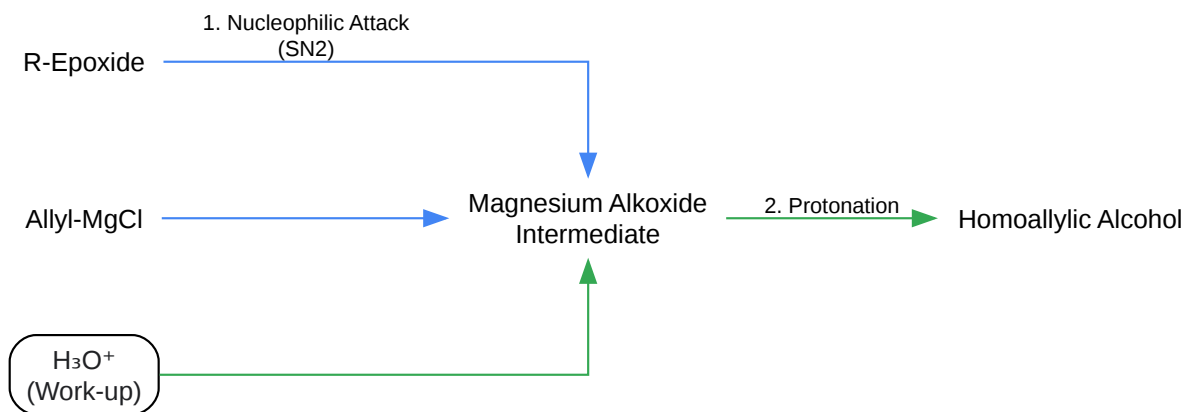 1. Nucleophilic Attack
(SN2)
R-Epoxide
Allyl-MgCl
Magnesium Alkoxide
Intermediate
2. Protonation
Homoallylic Alcohol
H₃O⁺
(Work-up)